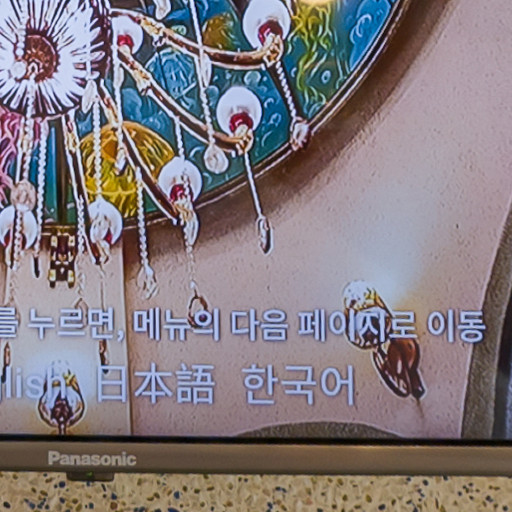 를 누르면, 메뉴의 다음 페이지로 이동
lish 日本語 한국어
Panasonic